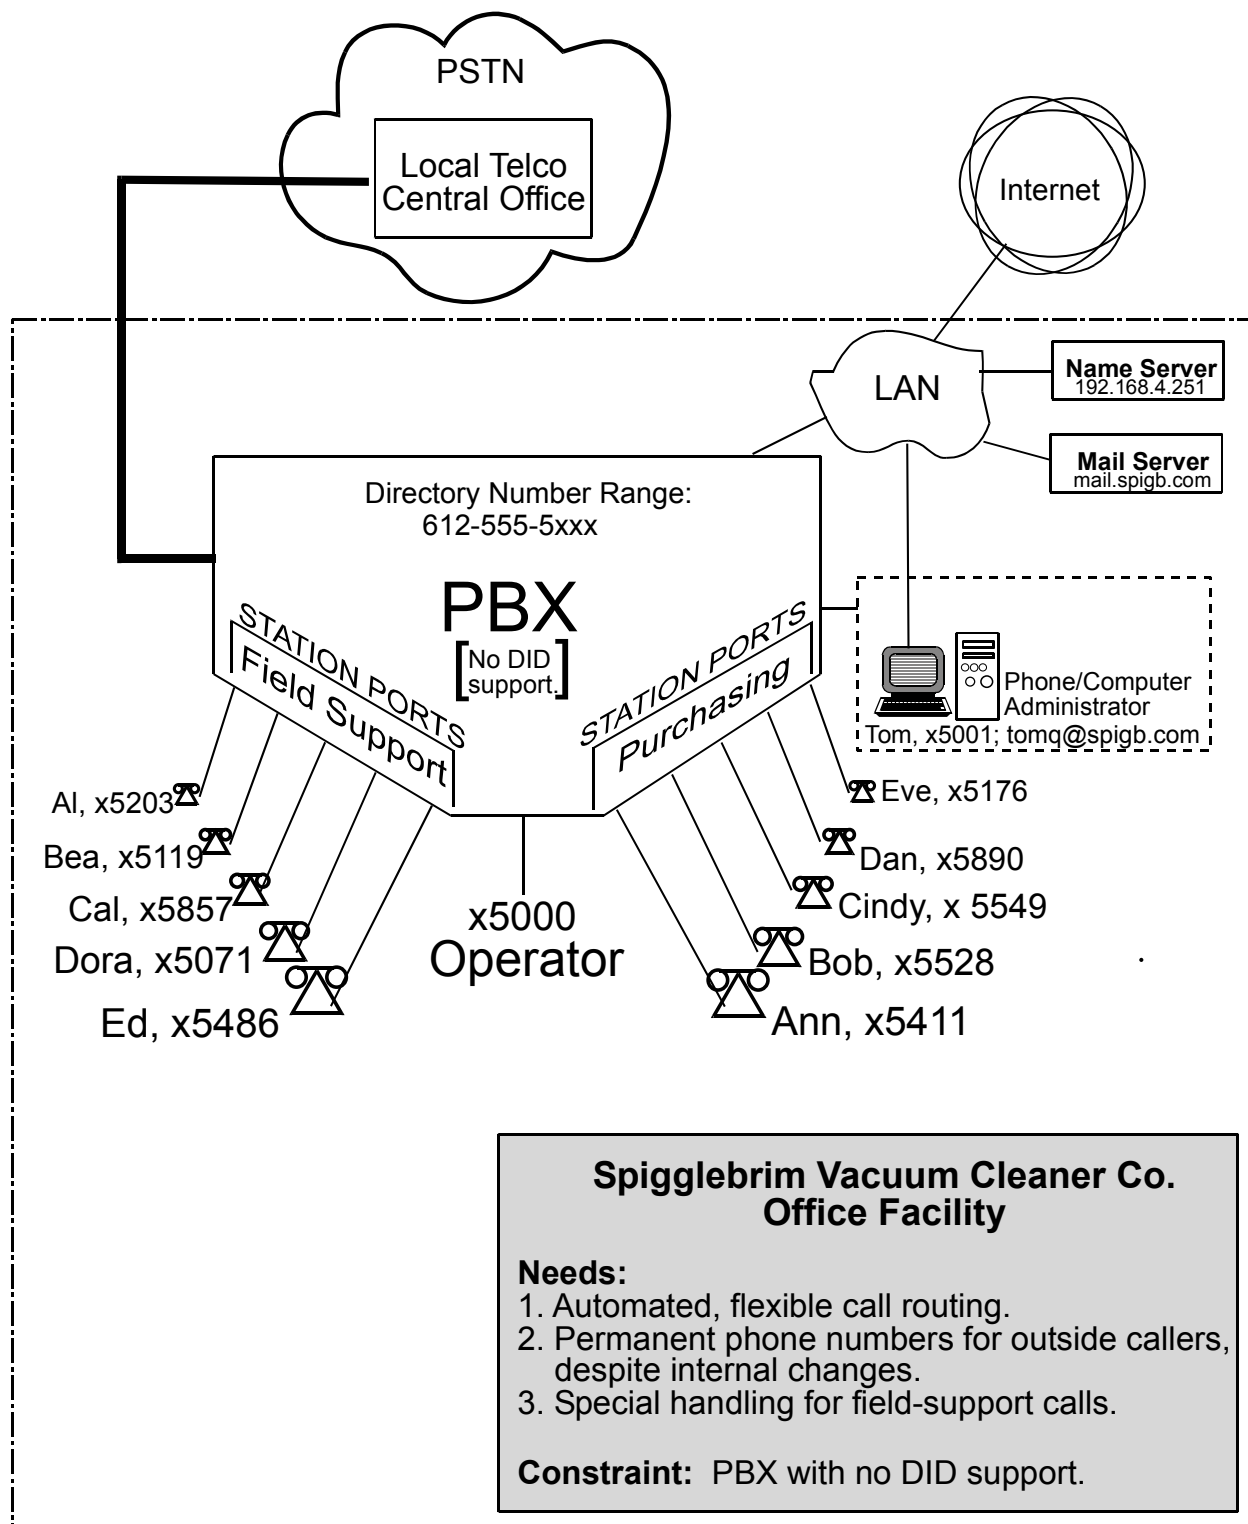 PSTN
Local Telco
Central Office
Internet
LAN
Name Server
192.168.4.251
Mail Server
mail.spigb.com
Directory Number Range:
612-555-5xxx
PBX
[No DID
support.]
STATION PORTS
Field Support
STATION PORTS
Purchasing
Phone/Computer
Administrator
Tom, x5001; tomq@spigb.com
Al, x5203
Bea, x5119
Cal, x5857
Dora, x5071
Ed, x5486
x5000
Operator
Eve, x5176
Dan, x5890
Cindy, x 5549
Bob, x5528
Ann, x5411
Spigglebrim Vacuum Cleaner Co.
Office Facility
Needs:
1. Automated, flexible call routing.
2. Permanent phone numbers for outside callers,
despite internal changes.
3. Special handling for field-support calls.
Constraint: PBX with no DID support.